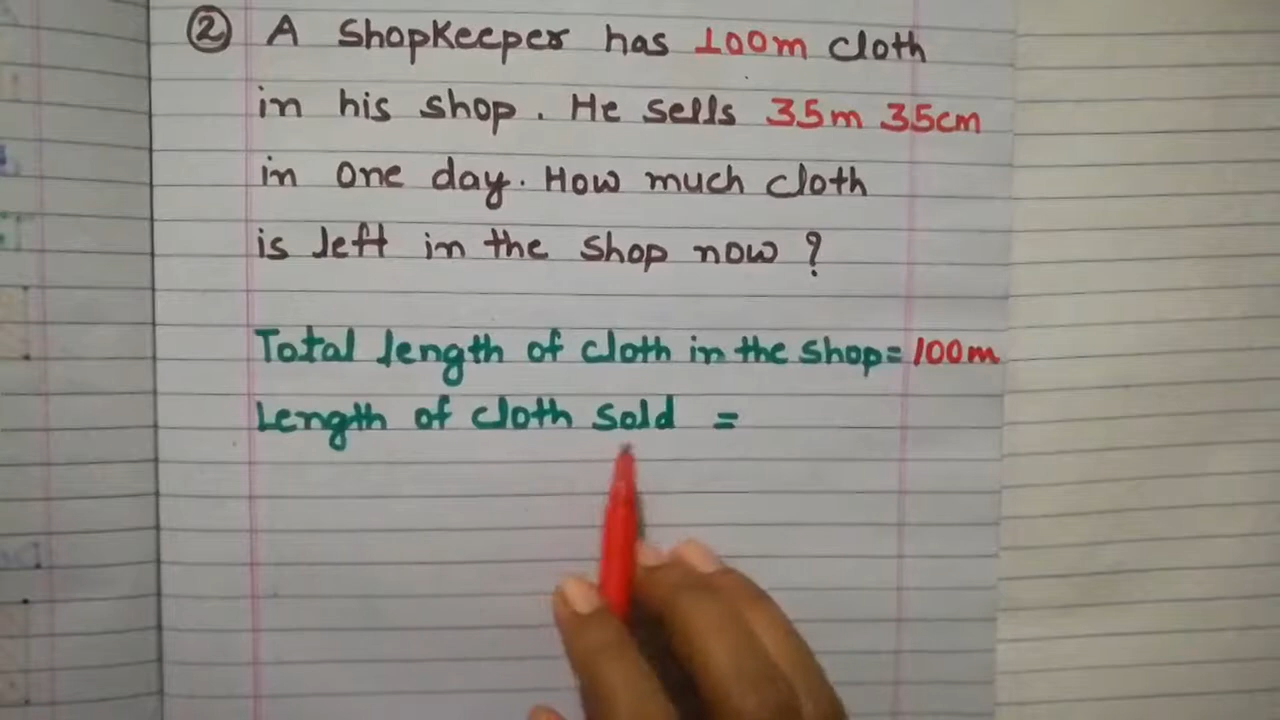 ② A Shopkeeper has 100m cloth
in his shop. He sells 35m 35cm
in one day. How much cloth
is left in the shop now?
Total length of cloth in the shop= 100m
Length of cloth sold =